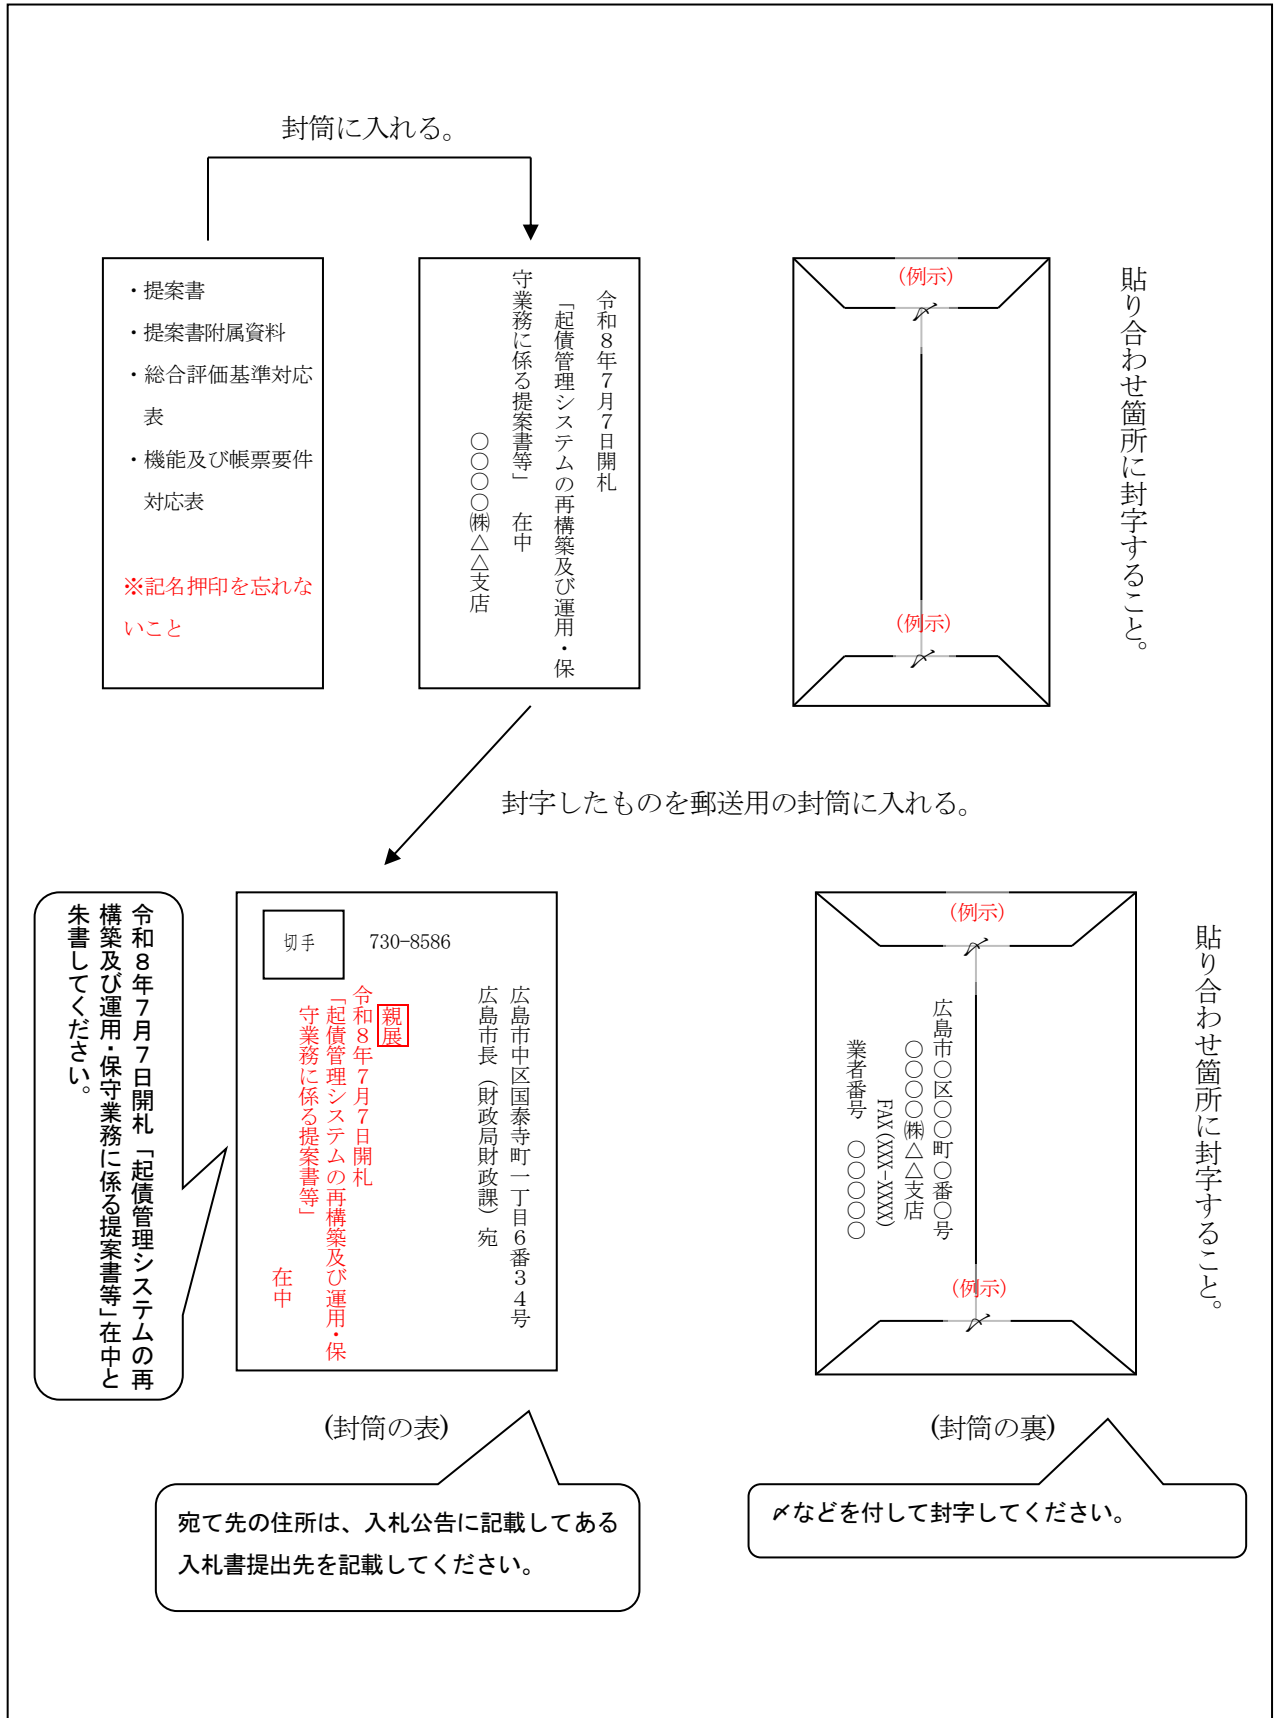 封筒に入れる。
・提案書
・提案書附属資料
・総合評価基準対応
表
・機能及び帳票要件
対応表
※記名押印を忘れな
いこと
令和８年７月７日開札
「起債管理システムの再構築及び運用・保
守業務に係る提案書等」　在中
〇〇〇〇㈱△△支店
(例示)
〆
(例示)
〆
貼り合わせ箇所に封字すること。
封字したものを郵送用の封筒に入れる。
令和８年７月７日開札「起債管理システムの再
構築及び運用・保守業務に係る提案書等」在中と
朱書してください。
切手
730-8586
広島市中区国泰寺町一丁目６番３４号
広島市長（財政局財政課）宛
親展
令和８年７月７日開札
「起債管理システムの再構築及び運用・保
守業務に係る提案書等」
在中
(封筒の表)
宛て先の住所は、入札公告に記載してある
入札書提出先を記載してください。
(例示)
〆
広島市〇区〇〇町〇番〇号
〇〇〇〇㈱△△支店
FAX(XXX-XXXX)
業者番号　〇〇〇〇〇
(例示)
〆
貼り合わせ箇所に封字すること。
(封筒の裏)
〆などを付して封字してください。